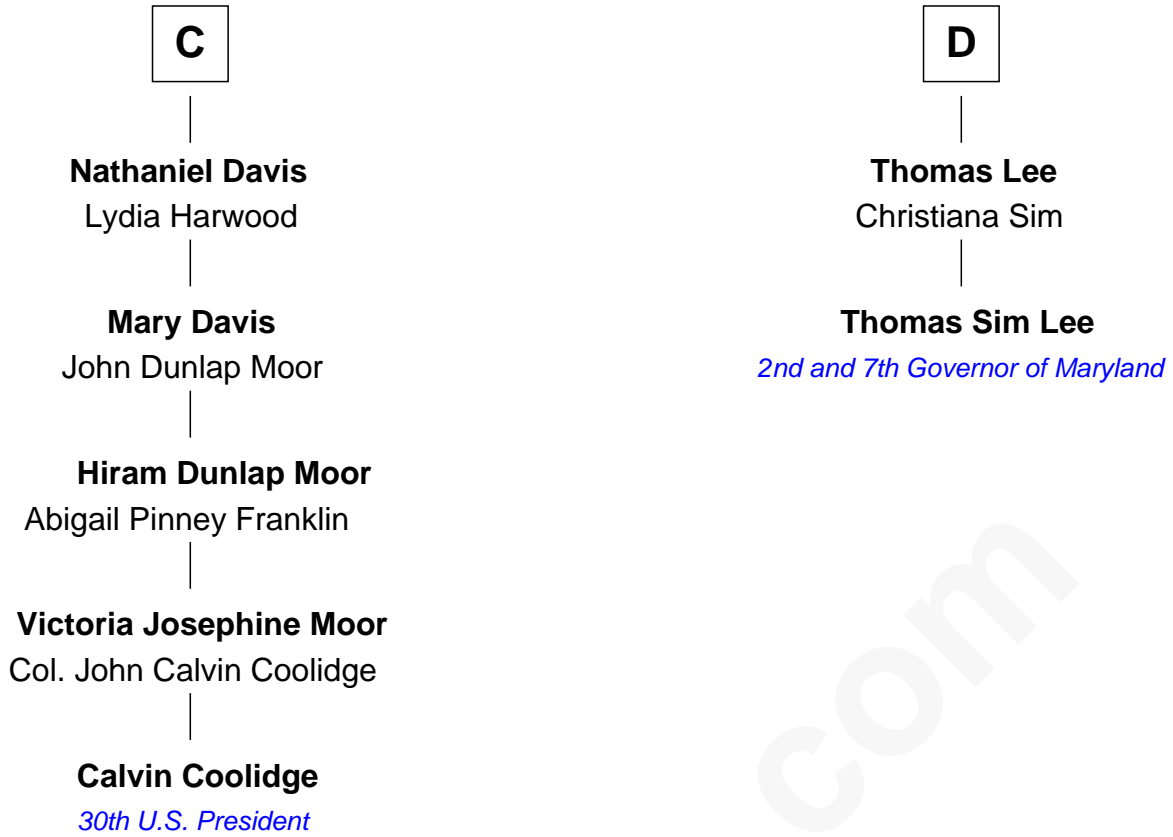 C
Nathaniel Davis
Lydia Harwood
Mary Davis
John Dunlap Moor
Hiram Dunlap Moor
Abigail Pinney Franklin
Victoria Josephine Moor
Col. John Calvin Coolidge
Calvin Coolidge
30th U.S. President
D
Thomas Lee
Christiana Sim
Thomas Sim Lee
2nd and 7th Governor of Maryland
com